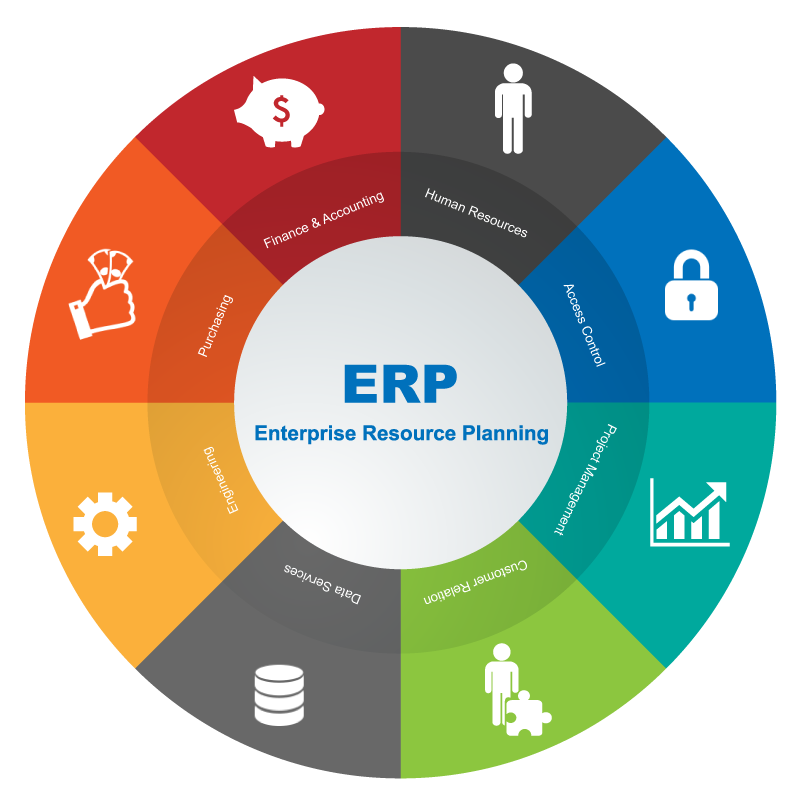 $
Finance & Accounting
Human Resources
Access Control
Project Management
Customer Relation
Data Services
Engineering
Purchasing
ERP
Enterprise Resource Planning